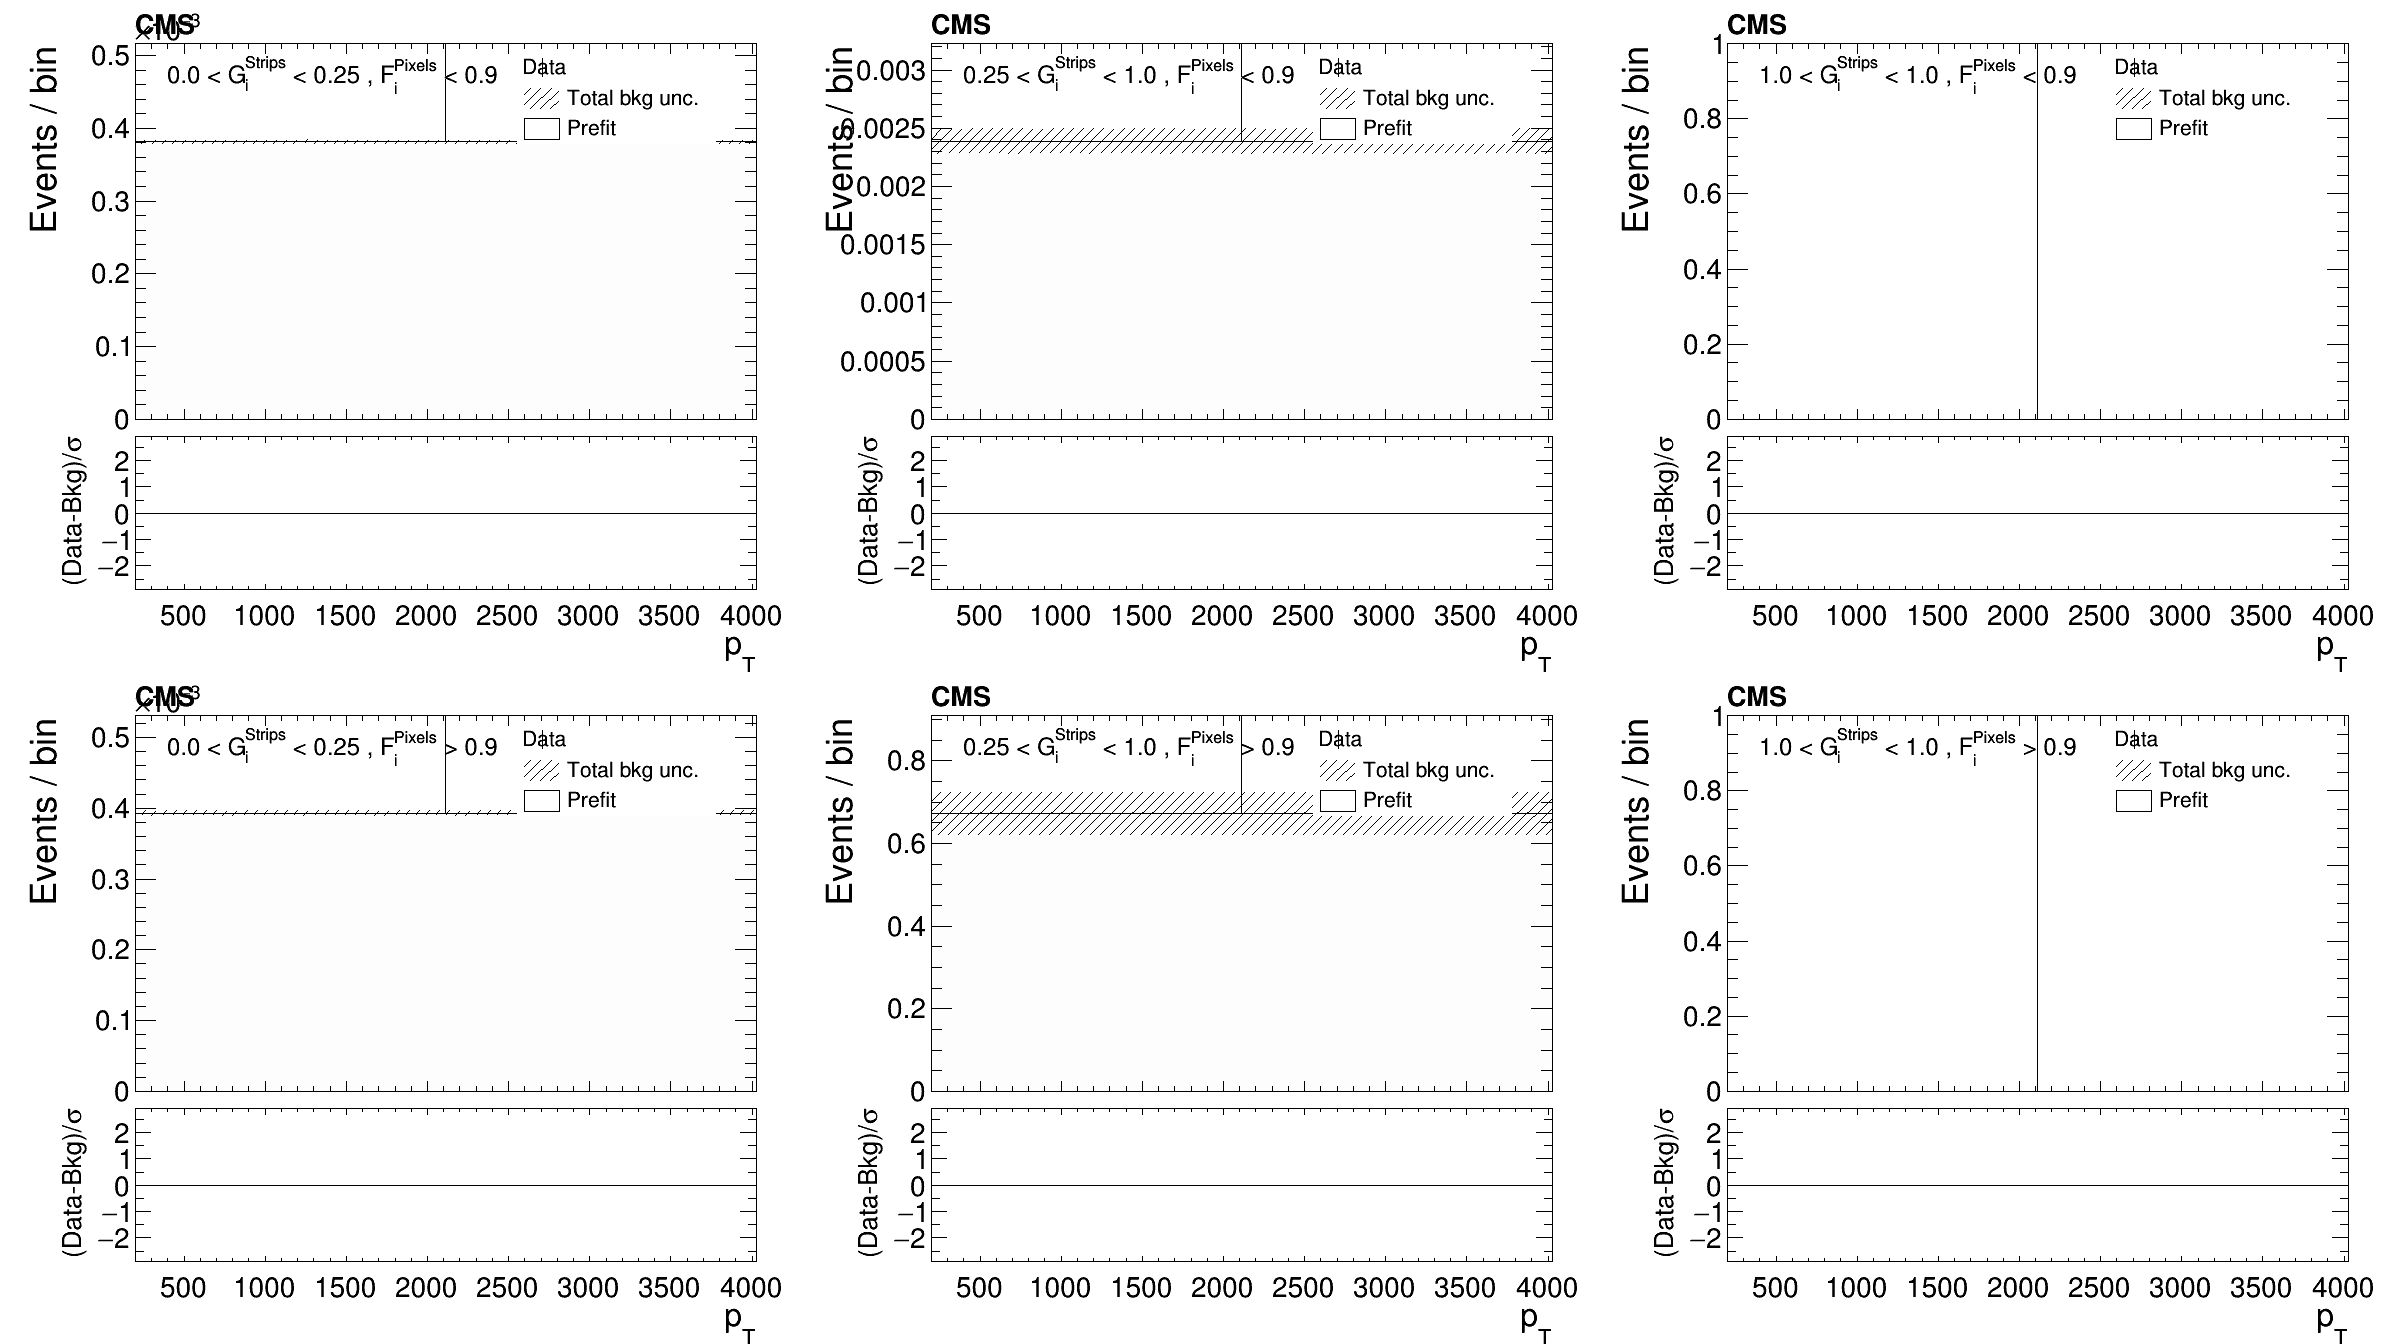 CMS
×10⁻³
Events / bin
0.5
0.4
0.3
0.2
0.1
0
0.0 < G_i^Strips < 0.25 , F_i^Pixels < 0.9
Data
Total bkg unc.
Prefit
(Data-Bkg)/σ
2
1
0
−1
−2
500 1000 1500 2000 2500 3000 3500 4000
p_T
CMS
Events / bin
0.003
0.0025
0.002
0.0015
0.001
0.0005
0
0.25 < G_i^Strips < 1.0 , F_i^Pixels < 0.9
Data
Total bkg unc.
Prefit
(Data-Bkg)/σ
2
1
0
−1
−2
500 1000 1500 2000 2500 3000 3500 4000
p_T
CMS
Events / bin
1
0.8
0.6
0.4
0.2
0
1.0 < G_i^Strips < 1.0 , F_i^Pixels < 0.9
Data
Total bkg unc.
Prefit
(Data-Bkg)/σ
2
1
0
−1
−2
500 1000 1500 2000 2500 3000 3500 4000
p_T
CMS
×10⁻³
Events / bin
0.5
0.4
0.3
0.2
0.1
0
0.0 < G_i^Strips < 0.25 , F_i^Pixels > 0.9
Data
Total bkg unc.
Prefit
(Data-Bkg)/σ
2
1
0
−1
−2
500 1000 1500 2000 2500 3000 3500 4000
p_T
CMS
Events / bin
0.8
0.6
0.4
0.2
0
0.25 < G_i^Strips < 1.0 , F_i^Pixels > 0.9
Data
Total bkg unc.
Prefit
(Data-Bkg)/σ
2
1
0
−1
−2
500 1000 1500 2000 2500 3000 3500 4000
p_T
CMS
Events / bin
1
0.8
0.6
0.4
0.2
0
1.0 < G_i^Strips < 1.0 , F_i^Pixels > 0.9
Data
Total bkg unc.
Prefit
(Data-Bkg)/σ
2
1
0
−1
−2
500 1000 1500 2000 2500 3000 3500 4000
p_T